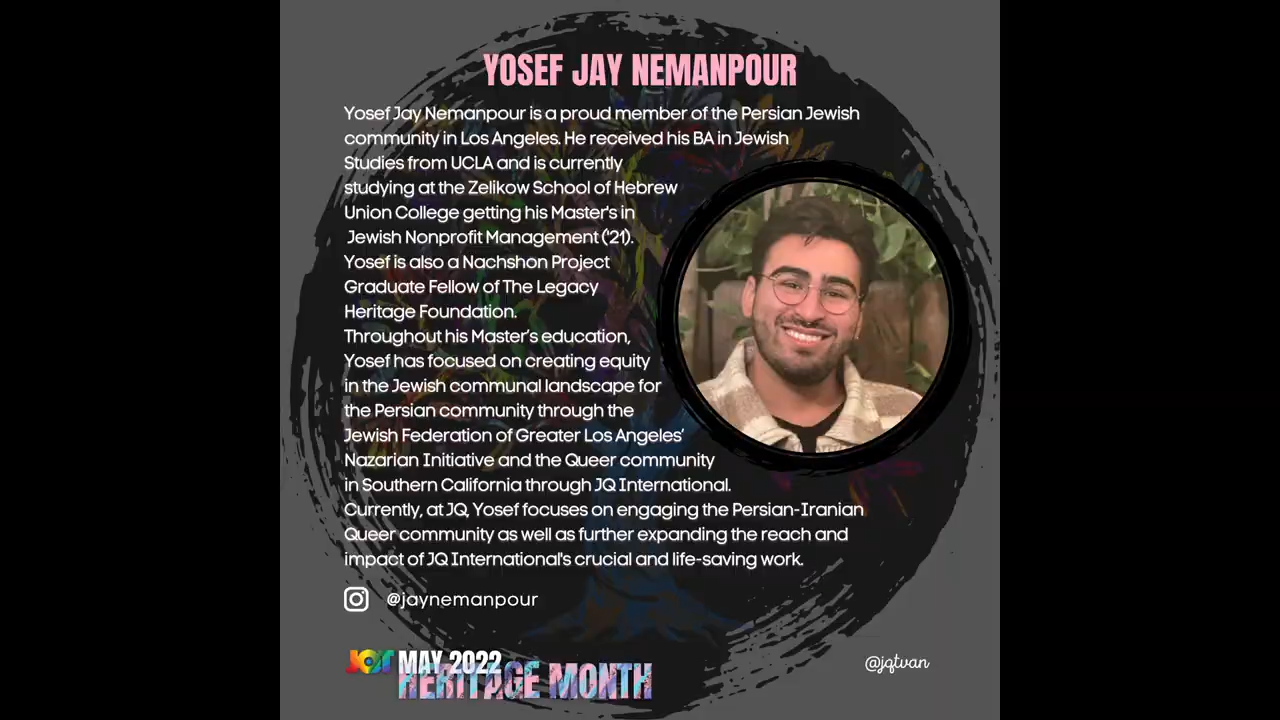 YOSEF JAY NEMANPOUR
Yosef Jay Nemanpour is a proud member of the Persian Jewish
community in Los Angeles. He received his BA in Jewish
Studies from UCLA and is currently
studying at the Zelikow School of Hebrew
Union College getting his Master's in
Jewish Nonprofit Management ('21).
Yosef is also a Nachshon Project
Graduate Fellow of The Legacy
Heritage Foundation.
Throughout his Master's education,
Yosef has focused on creating equity
in the Jewish communal landscape for
the Persian community through the
Jewish Federation of Greater Los Angeles'
Nazarian Initiative and the Queer community
in Southern California through JQ International.
Currently, at JQ, Yosef focuses on engaging the Persian-Iranian
Queer community as well as further expanding the reach and
impact of JQ International's crucial and life-saving work.
@jaynemanpour
JQT MAY 2022
HERITAGE MONTH
@jqtvan